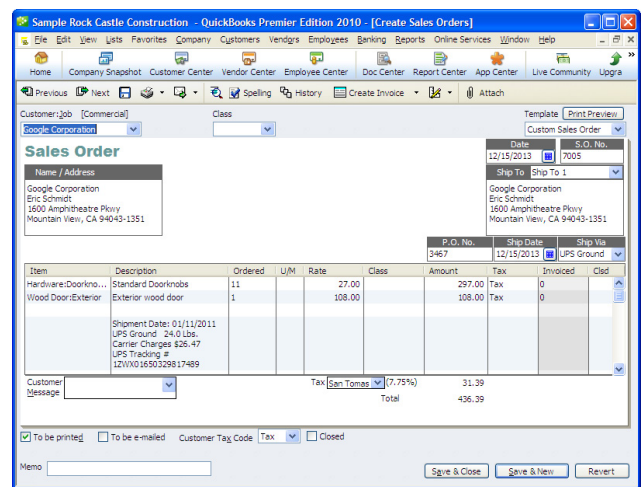 Sample Rock Castle Construction - QuickBooks Premier Edition 2010 - [Create Sales Orders]
File Edit View Lists Favorites Company Customers Vendors Employees Banking Reports Online Services Window Help
Home Company Snapshot Customer Center Vendor Center Employee Center Doc Center Report Center App Center Live Community Upgra
Previous Next Spelling History Create Invoice Attach
Customer:Job [Commercial] Class Template Print Preview
Google Corporation Custom Sales Order
Sales Order
Date S.O. No.
12/15/2013 7005
Name / Address Ship To Ship To 1
Google Corporation
Eric Schmidt
1600 Amphitheatre Pkwy
Mountain View, CA 94043-1351
Google Corporation
Eric Schmidt
1600 Amphitheatre Pkwy
Mountain View, CA 94043-1351
P.O. No. Ship Date Ship Via
3467 12/15/2013 UPS Ground
Item Description Ordered U/M Rate Class Amount Tax Invoiced Clsd
Hardware:Doorkno... Standard Doorknobs 11 27.00 297.00 Tax 0
Wood Door:Exterior Exterior wood door 1 108.00 108.00 Tax 0
Shipment Date: 01/11/2011
UPS Ground 24.0 Lbs.
Carrier Charges $26.47
UPS Tracking #
1ZWX01650329817489
Customer Message Tax San Tomas (7.75%) 31.39
Total 436.39
To be printed To be e-mailed Customer Tax Code Tax Closed
Memo Save & Close Save & New Revert